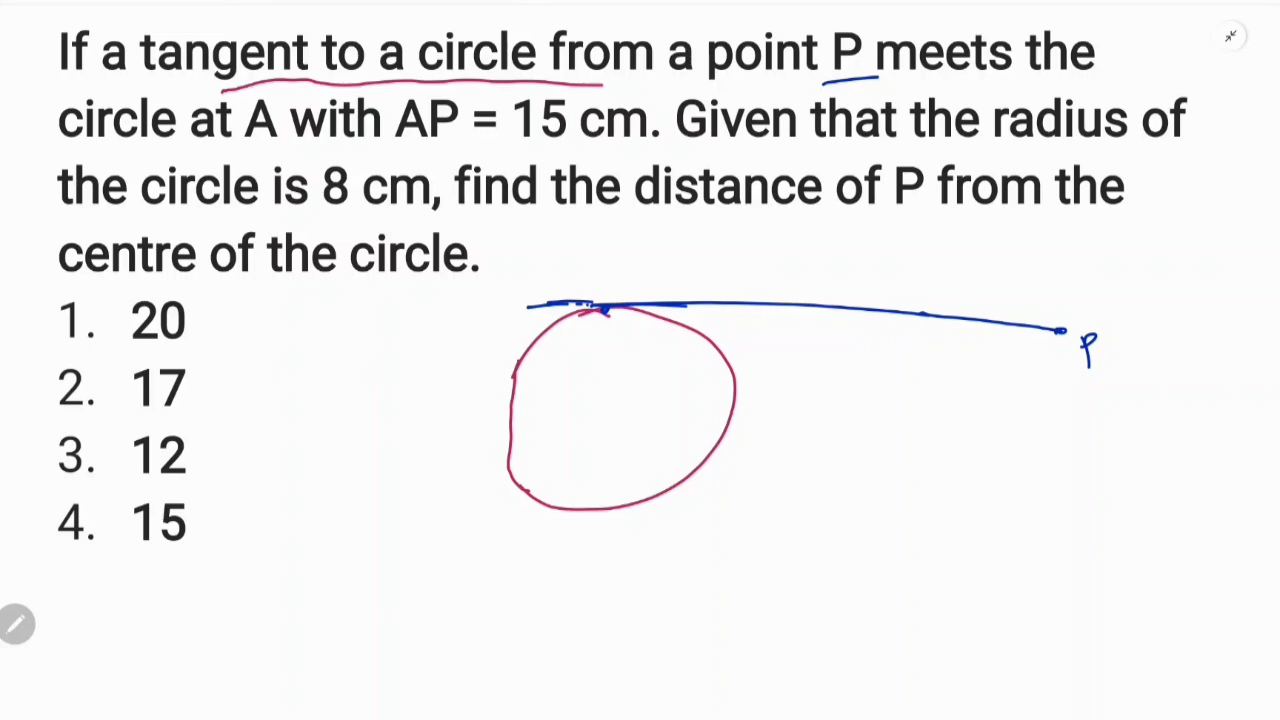 If a tangent to a circle from a point P meets the
circle at A with AP = 15 cm. Given that the radius of
the circle is 8 cm, find the distance of P from the
centre of the circle.
1. 20
2. 17
3. 12
4. 15
P